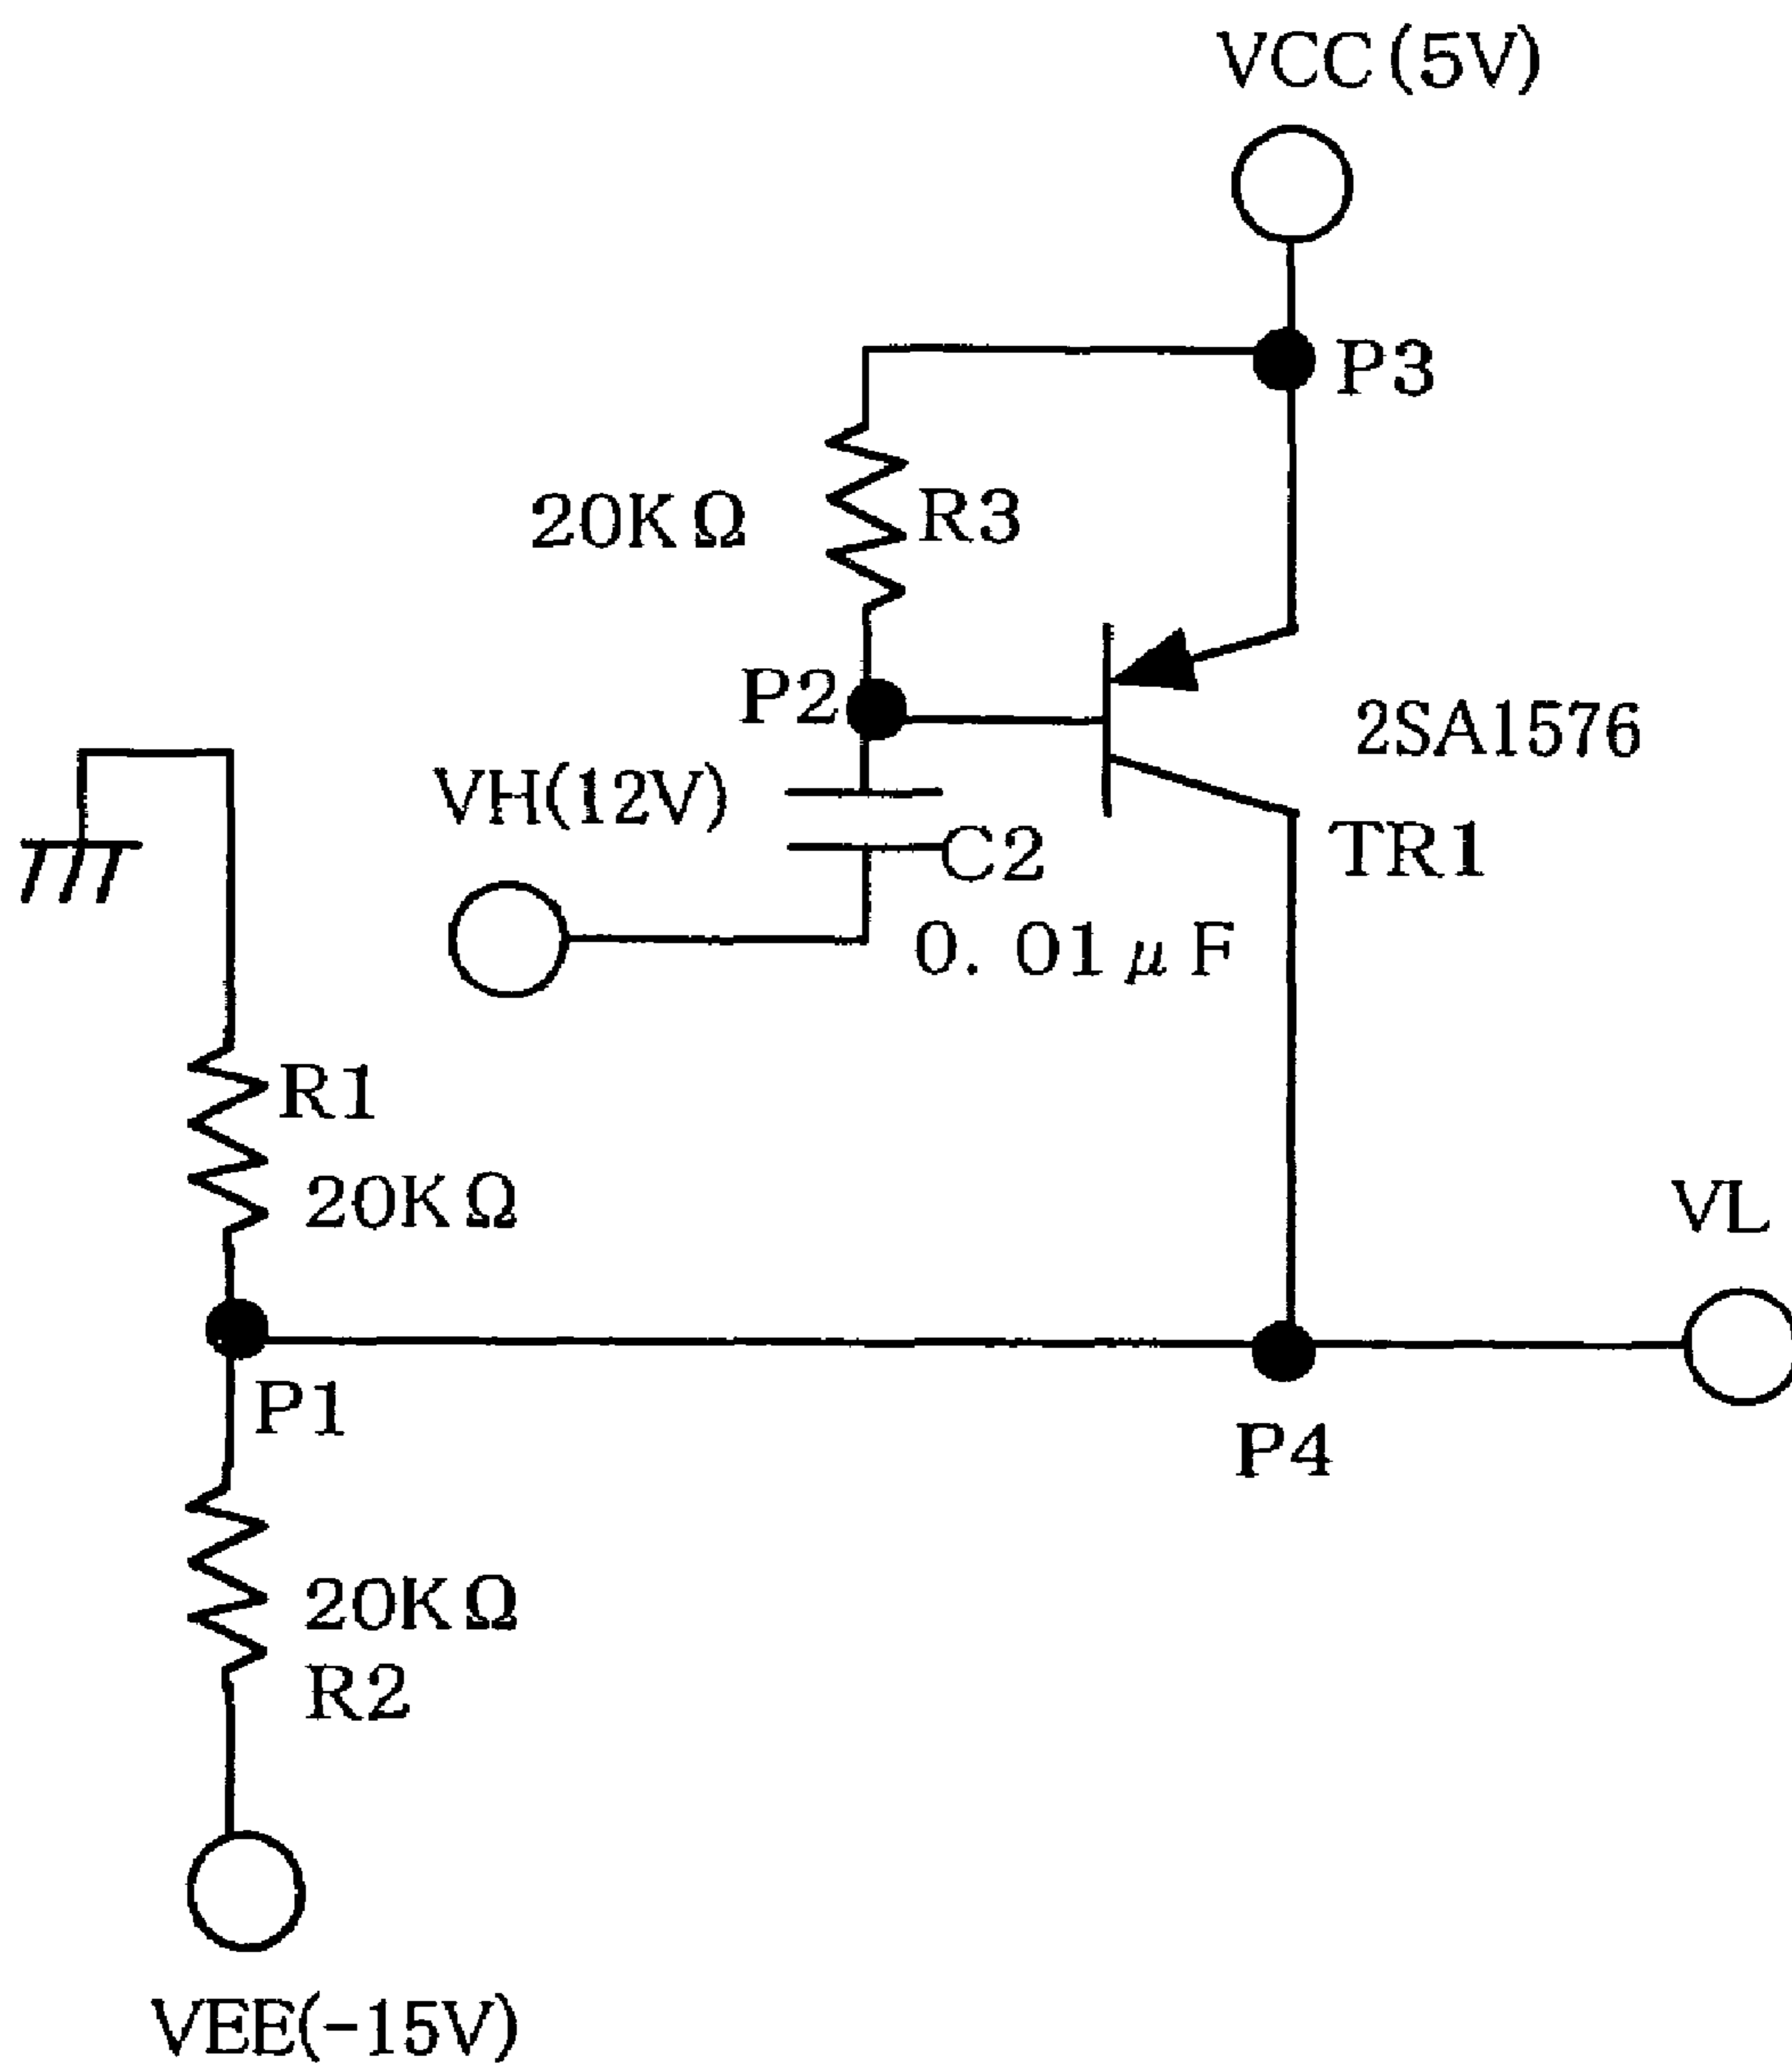 VCC(5V)
P3
20KΩ
R3
P2
2SA1576
VH(12V)
C2
TR1
0.01μF
R1
20KΩ
VL
P1
P4
20KΩ
R2
VEE(-15V)